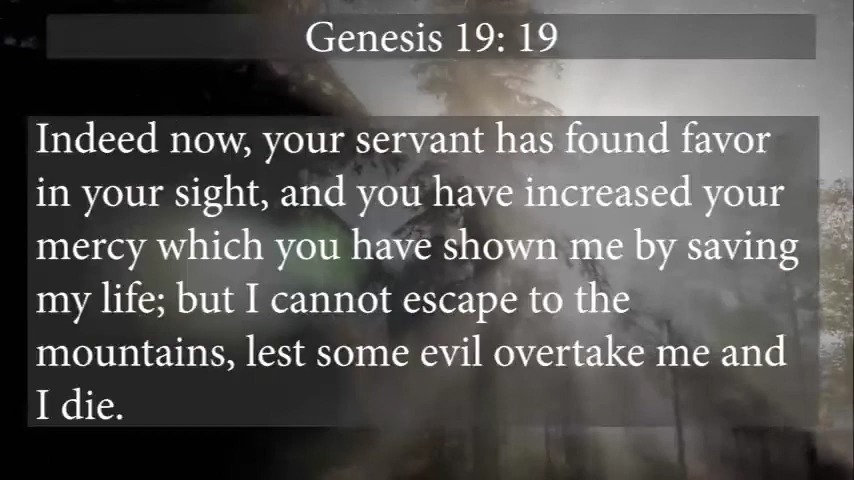 Genesis 19: 19
Indeed now, your servant has found favor
in your sight, and you have increased your
mercy which you have shown me by saving
my life; but I cannot escape to the
mountains, lest some evil overtake me and
I die.